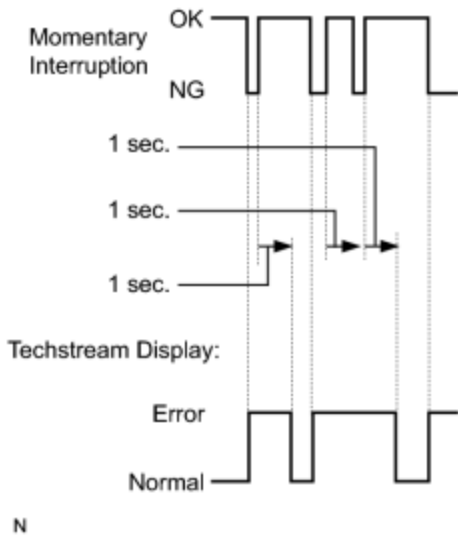 OK
Momentary
Interruption
NG
1 sec.
1 sec.
1 sec.
Techstream Display:
Error
Normal
N